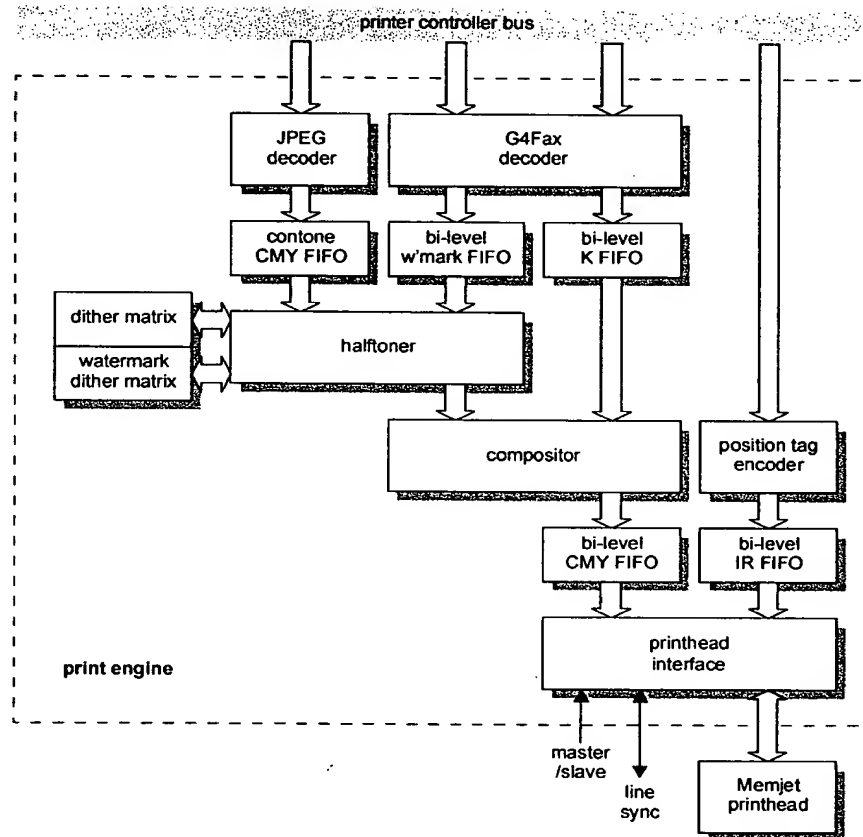 printer controller bus
JPEG
decoder
G4Fax
decoder
contone
CMY FIFO
bi-level
w'mark FIFO
bi-level
K FIFO
dither matrix
watermark
dither matrix
halftoner
compositor
position tag
encoder
bi-level
CMY FIFO
bi-level
IR FIFO
printhead
interface
print engine
master
/slave
line
sync
Memjet
printhead